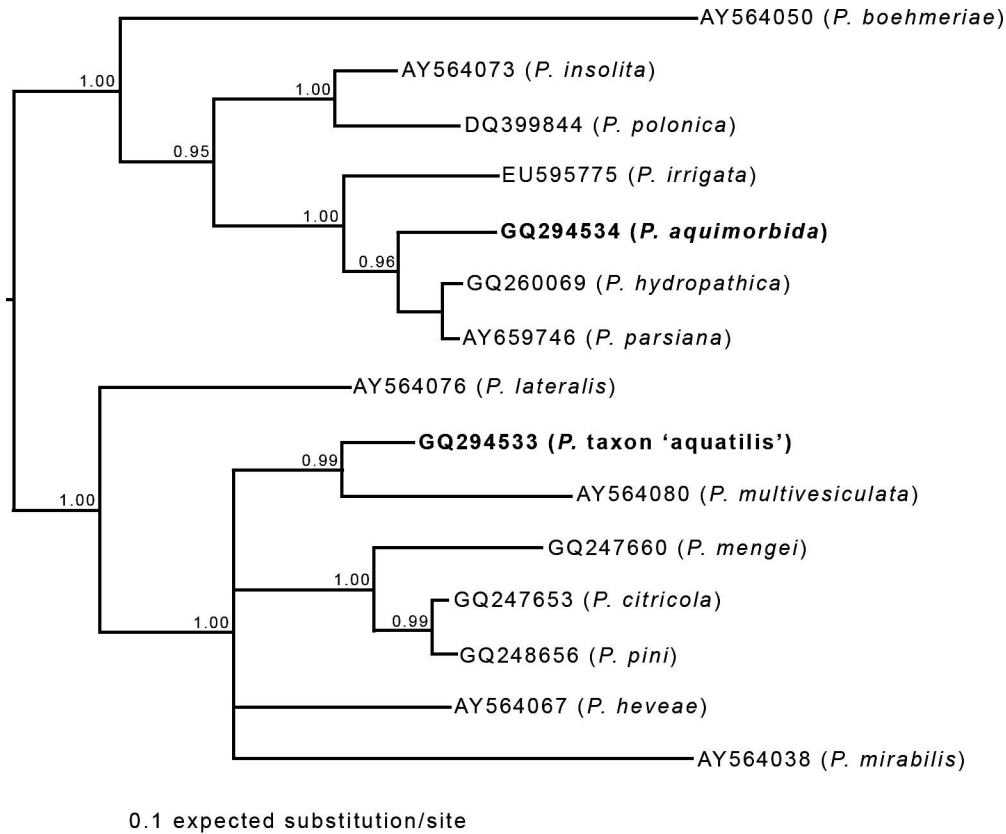 AY564050 (P. boehmeriae)
1.00
AY564073 (P. insolita)
1.00
DQ399844 (P. polonica)
0.95
EU595775 (P. irrigata)
1.00
GQ294534 (P. aquimorbida)
0.96
GQ260069 (P. hydropathica)
AY659746 (P. parsiana)
AY564076 (P. lateralis)
GQ294533 (P. taxon ‘aquatilis’)
0.99
AY564080 (P. multivesiculata)
1.00
GQ247660 (P. mengei)
1.00
GQ247653 (P. citricola)
0.99
1.00
GQ248656 (P. pini)
AY564067 (P. heveae)
AY564038 (P. mirabilis)
0.1 expected substitution/site